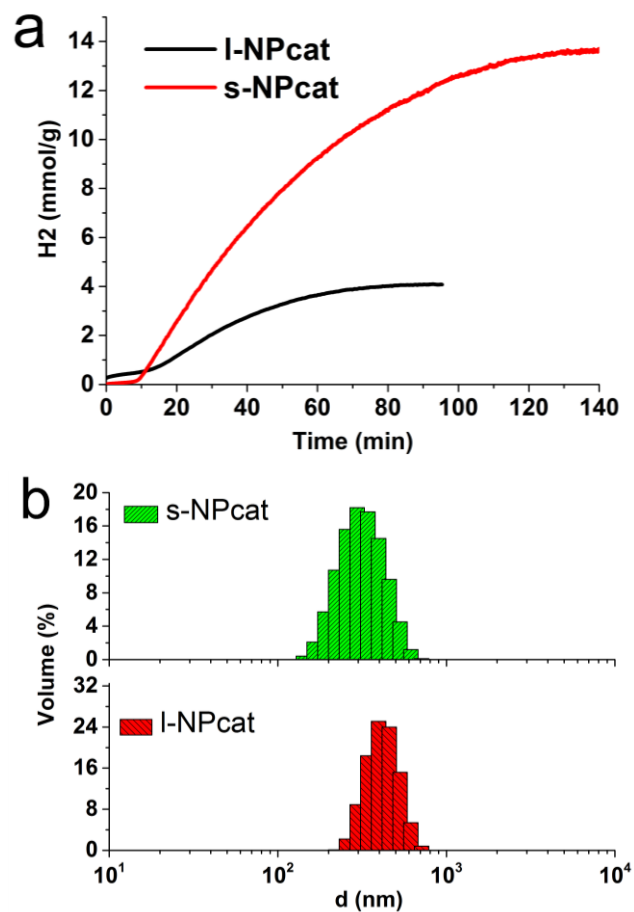 a
14
12
10
8
6
4
2
0
H2 (mmol/g)
l-NPcat
s-NPcat
0 20 40 60 80 100 120 140
Time (min)
b
20
16
12
8
4
0
s-NPcat
Volume (%)
32
24
16
8
0
l-NPcat
10^1 10^2 10^3 10^4
d (nm)